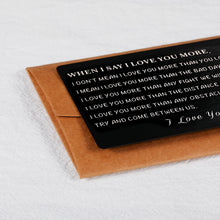 WHEN I SAY I LOVE YOU MORE,
I DON'T MEAN I LOVE YOU MORE THAN YOU L
I MEAN I LOVE YOU MORE THAN THE BAD DAY
I LOVE YOU MORE THAN ANY FIGHT WE W
I LOVE YOU MORE THAN THE DISTANCE
I LOVE YOU MORE THAN ANY OBSTAC
TRY AND COME BETWEEN US.
I Love Yo